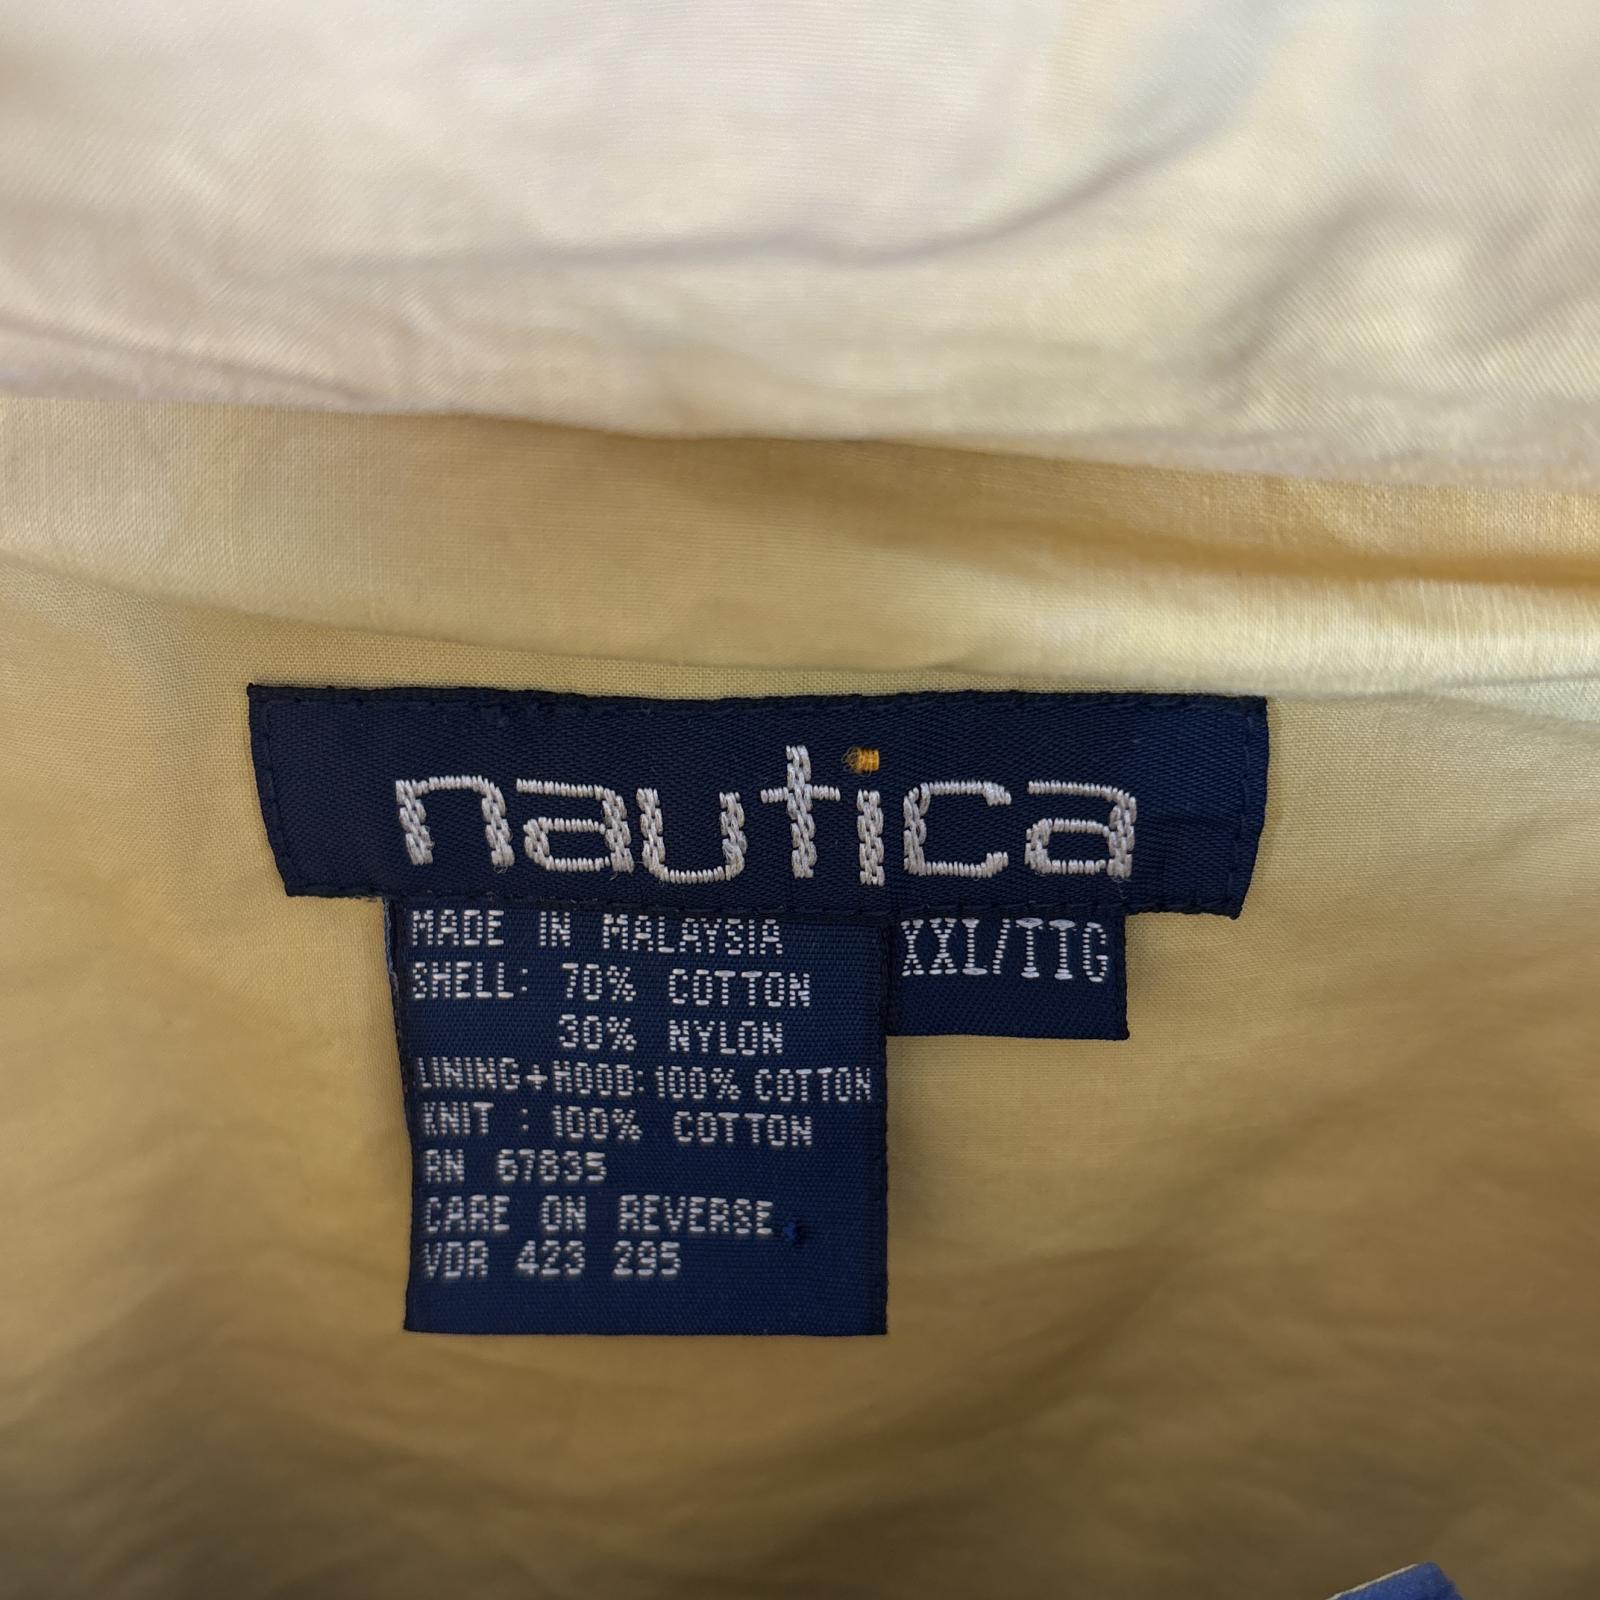 nautica
MADE IN MALAYSIA
SHELL: 70% COTTON
30% NYLON
LINING+HOOD: 100% COTTON
KNIT : 100% COTTON
RN 67835
CARE ON REVERSE
VDR 423 295
XXL/TTG